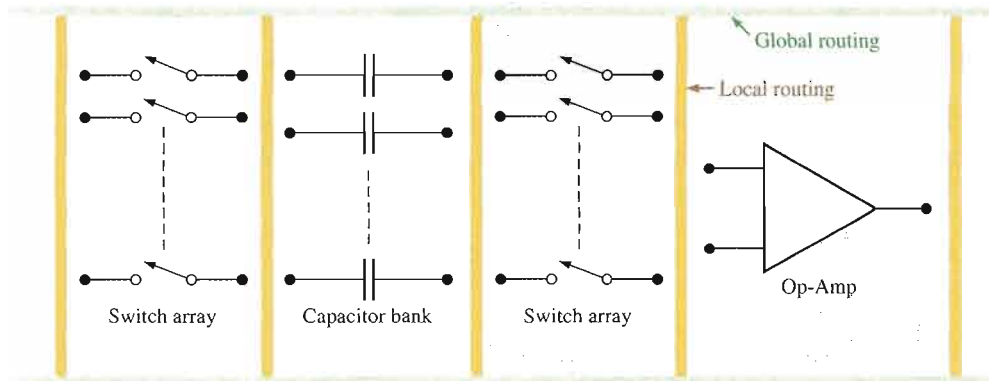 Global routing
Local routing
Op-Amp
Switch array
Capacitor bank
Switch array